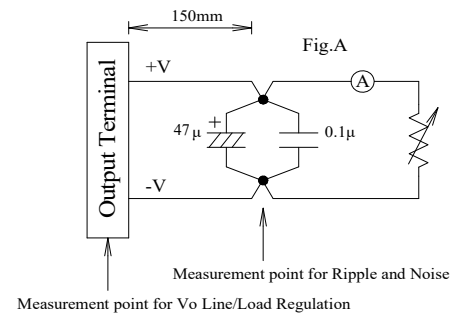 150mm
Fig.A
+V
A
Output Terminal
47μ
+
0.1μ
-V
Measurement point for Ripple and Noise
Measurement point for Vo Line/Load Regulation